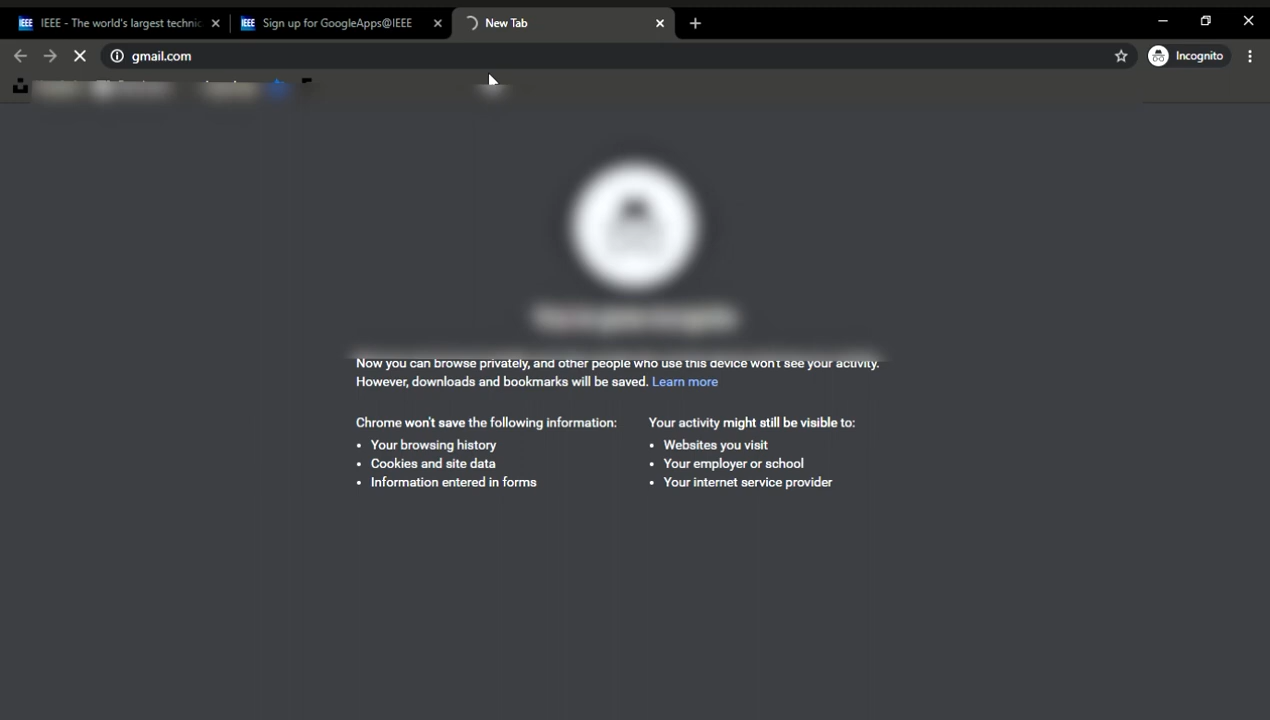 IEEE IEEE - The world's largest technic
IEEE Sign up for GoogleApps@IEEE
New Tab
gmail.com
Incognito
Now you can browse privately, and other people who use this device won't see your activity.
However, downloads and bookmarks will be saved. Learn more
Chrome won't save the following information:
Your browsing history
Cookies and site data
Information entered in forms
Your activity might still be visible to:
Websites you visit
Your employer or school
Your internet service provider